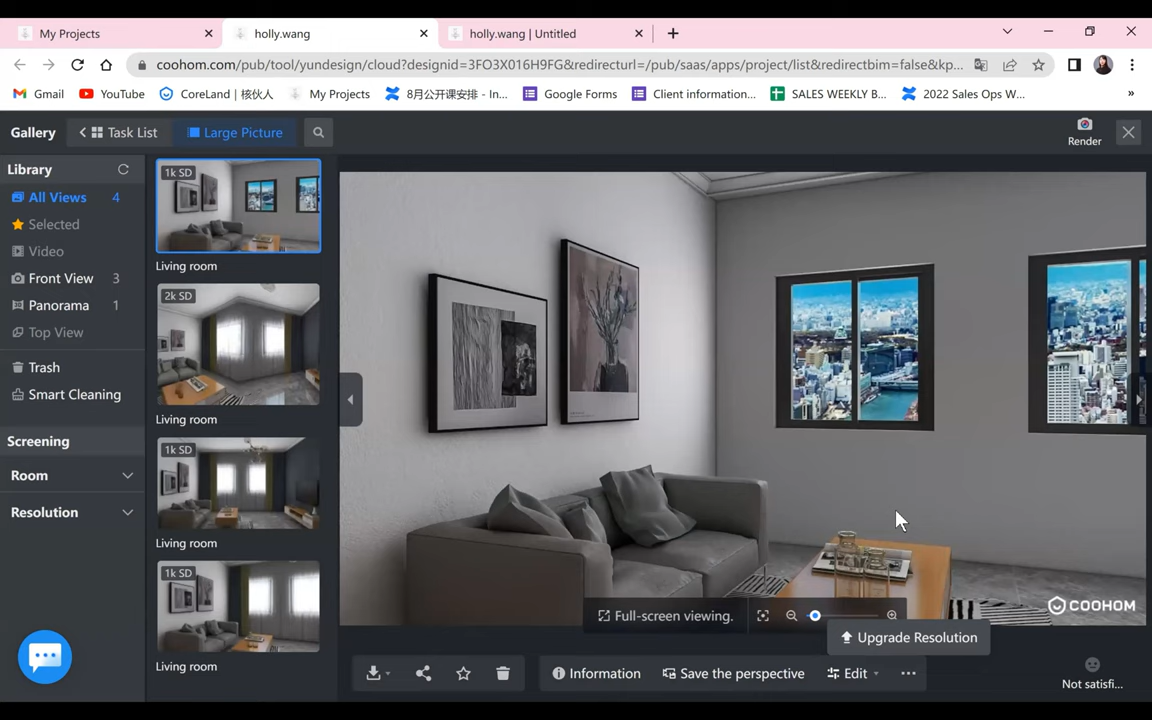 My Projects
holly.wang
holly.wang | Untitled
coohom.com/pub/tool/yundesign/cloud?designid=3FO3X016H9FG&redirecturl=/pub/saas/apps/project/list&redirectbim=false&kp...
Gmail
YouTube
CoreLand | 核伙人
My Projects
8月公开课安排 - In...
Google Forms
Client information...
SALES WEEKLY B...
2022 Sales Ops W...
»
Gallery
Task List
Large Picture
Render
Library
All Views 4
Selected
Video
Front View 3
Panorama 1
Top View
Trash
Smart Cleaning
Screening
Room
Resolution
1k SD
Living room
2k SD
Living room
1k SD
Living room
1k SD
Living room
COOHOM
Full-screen viewing.
Upgrade Resolution
Information
Save the perspective
Edit
Not satisfi...